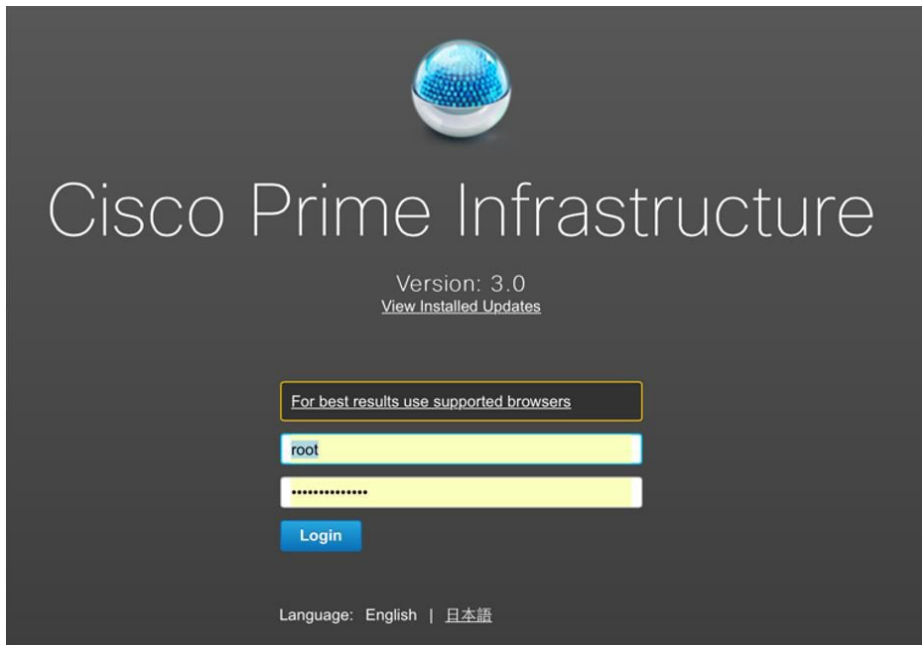 Cisco Prime Infrastructure
Version: 3.0
View Installed Updates
For best results use supported browsers
root
••••••••••••••
Login
Language: English | 日本語